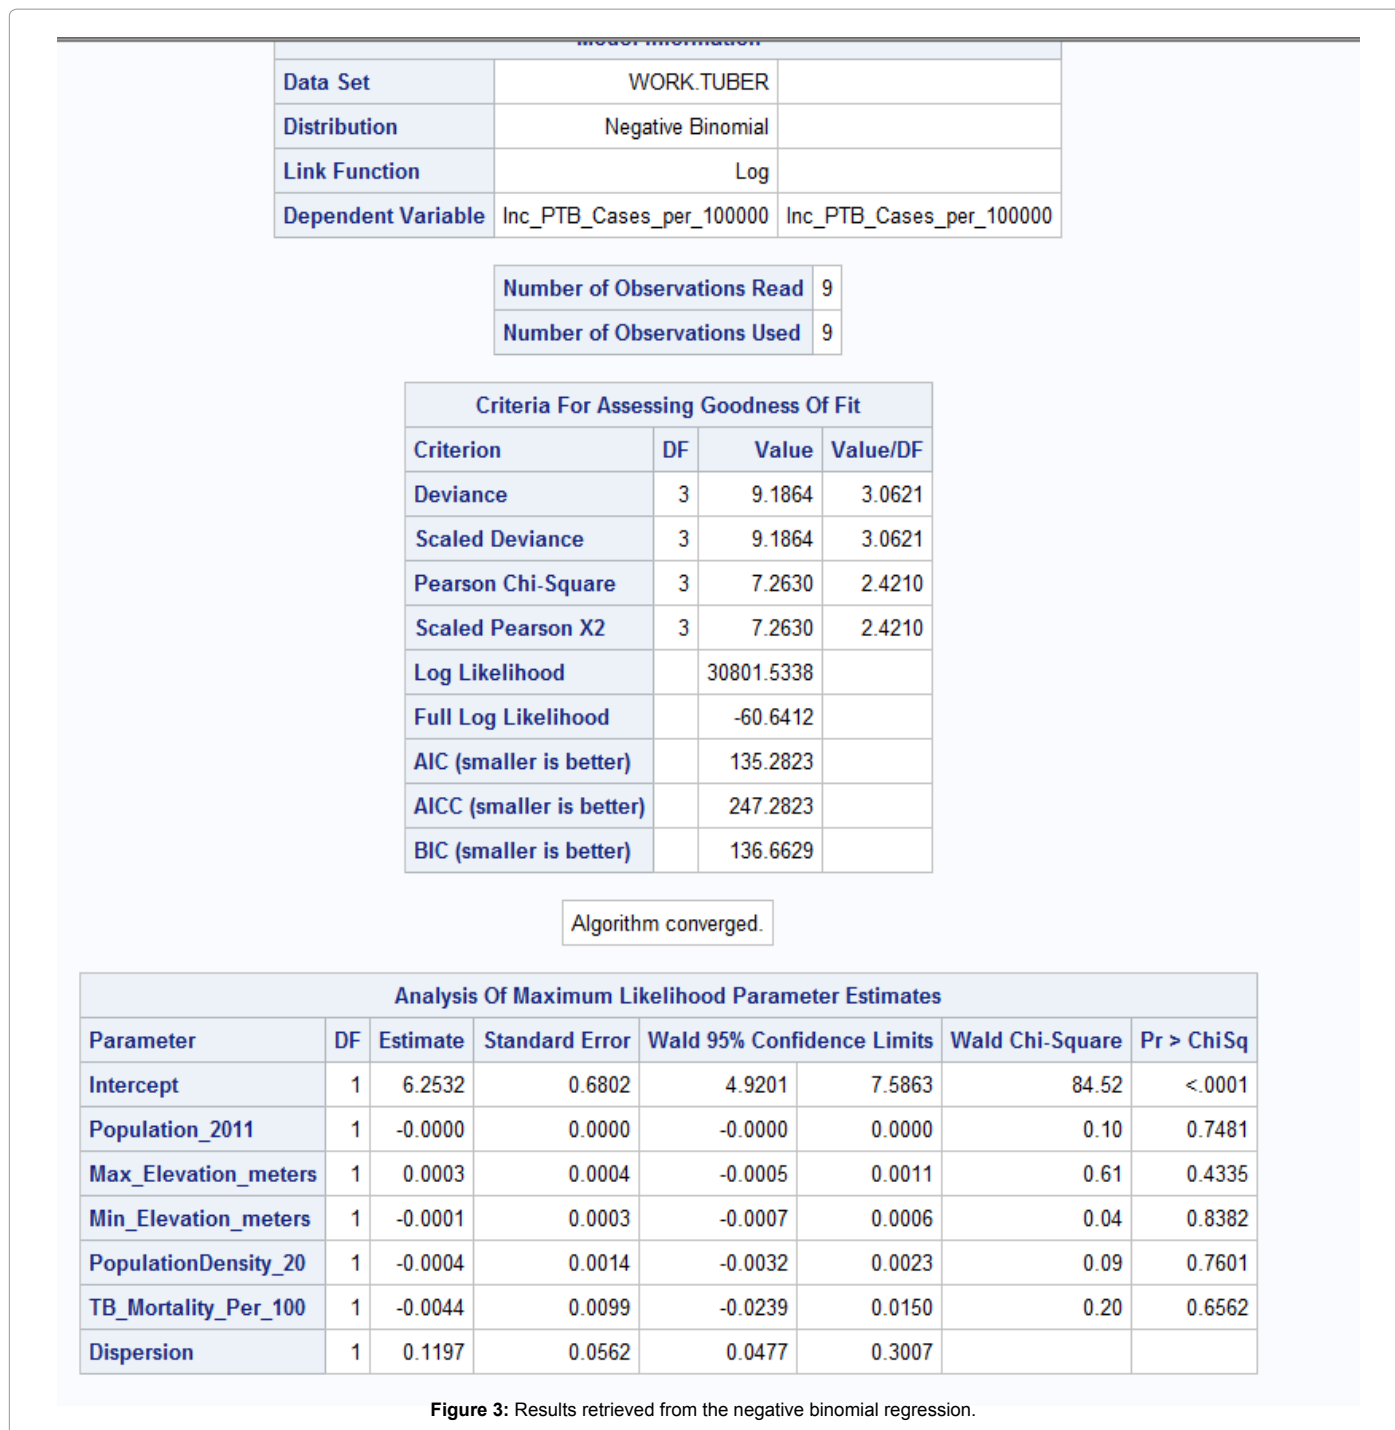 Model Information
Data Set WORK.TUBER
Distribution Negative Binomial
Link Function Log
Dependent Variable Inc_PTB_Cases_per_100000 Inc_PTB_Cases_per_100000
Number of Observations Read 9
Number of Observations Used 9
Criteria For Assessing Goodness Of Fit
Criterion DF Value Value/DF
Deviance 3 9.1864 3.0621
Scaled Deviance 3 9.1864 3.0621
Pearson Chi-Square 3 7.2630 2.4210
Scaled Pearson X2 3 7.2630 2.4210
Log Likelihood 30801.5338
Full Log Likelihood -60.6412
AIC (smaller is better) 135.2823
AICC (smaller is better) 247.2823
BIC (smaller is better) 136.6629
Algorithm converged.
Analysis Of Maximum Likelihood Parameter Estimates
Parameter DF Estimate Standard Error Wald 95% Confidence Limits Wald Chi-Square Pr > ChiSq
Intercept 1 6.2532 0.6802 4.9201 7.5863 84.52 <.0001
Population_2011 1 -0.0000 0.0000 -0.0000 0.0000 0.10 0.7481
Max_Elevation_meters 1 0.0003 0.0004 -0.0005 0.0011 0.61 0.4335
Min_Elevation_meters 1 -0.0001 0.0003 -0.0007 0.0006 0.04 0.8382
PopulationDensity_20 1 -0.0004 0.0014 -0.0032 0.0023 0.09 0.7601
TB_Mortality_Per_100 1 -0.0044 0.0099 -0.0239 0.0150 0.20 0.6562
Dispersion 1 0.1197 0.0562 0.0477 0.3007
Figure 3: Results retrieved from the negative binomial regression.